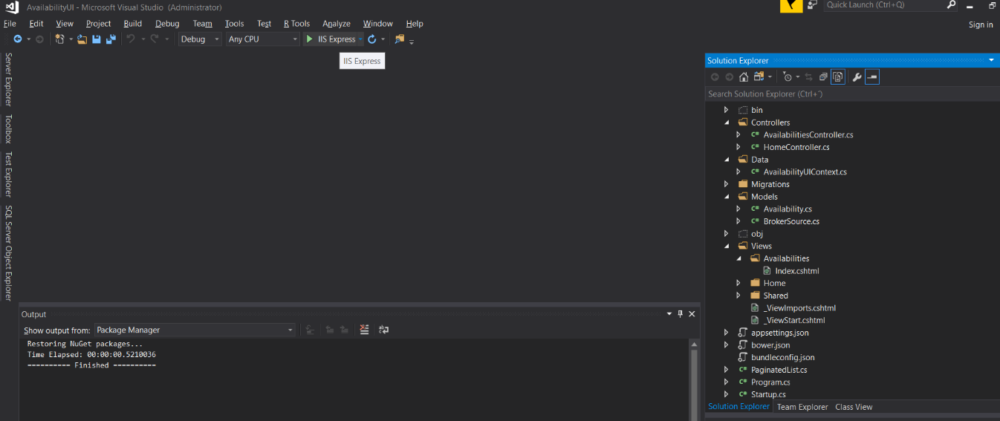 AvailabilityUI - Microsoft Visual Studio (Administrator)
Quick Launch (Ctrl+Q)
File Edit View Project Build Debug Team Tools Test R Tools Analyze Window Help
Sign in
Debug Any CPU IIS Express
IIS Express
Server Explorer
Toolbox
Test Explorer
SQL Server Object Explorer
Solution Explorer
Search Solution Explorer (Ctrl+´)
bin
Controllers
C# AvailabilitiesController.cs
C# HomeController.cs
Data
C# AvailabilityUIContext.cs
Migrations
Models
C# Availability.cs
C# BrokerSource.cs
obj
Views
Availabilities
Index.cshtml
Home
Shared
_ViewImports.cshtml
_ViewStart.cshtml
appsettings.json
bower.json
bundleconfig.json
C# PaginatedList.cs
C# Program.cs
C# Startup.cs
Solution Explorer Team Explorer Class View
Output
Show output from: Package Manager
Restoring NuGet packages...
Time Elapsed: 00:00:00.5210036
========== Finished ==========